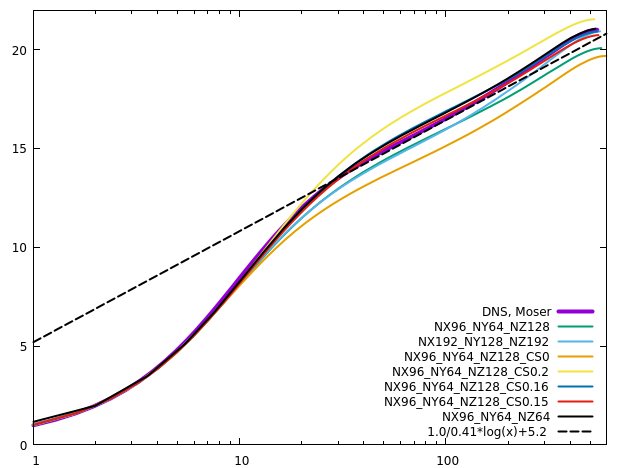 20
15
10
5
0
1
10
100
DNS, Moser
NX96_NY64_NZ128
NX192_NY128_NZ192
NX96_NY64_NZ128_CS0
NX96_NY64_NZ128_CS0.2
NX96_NY64_NZ128_CS0.16
NX96_NY64_NZ128_CS0.15
NX96_NY64_NZ64
1.0/0.41*log(x)+5.2